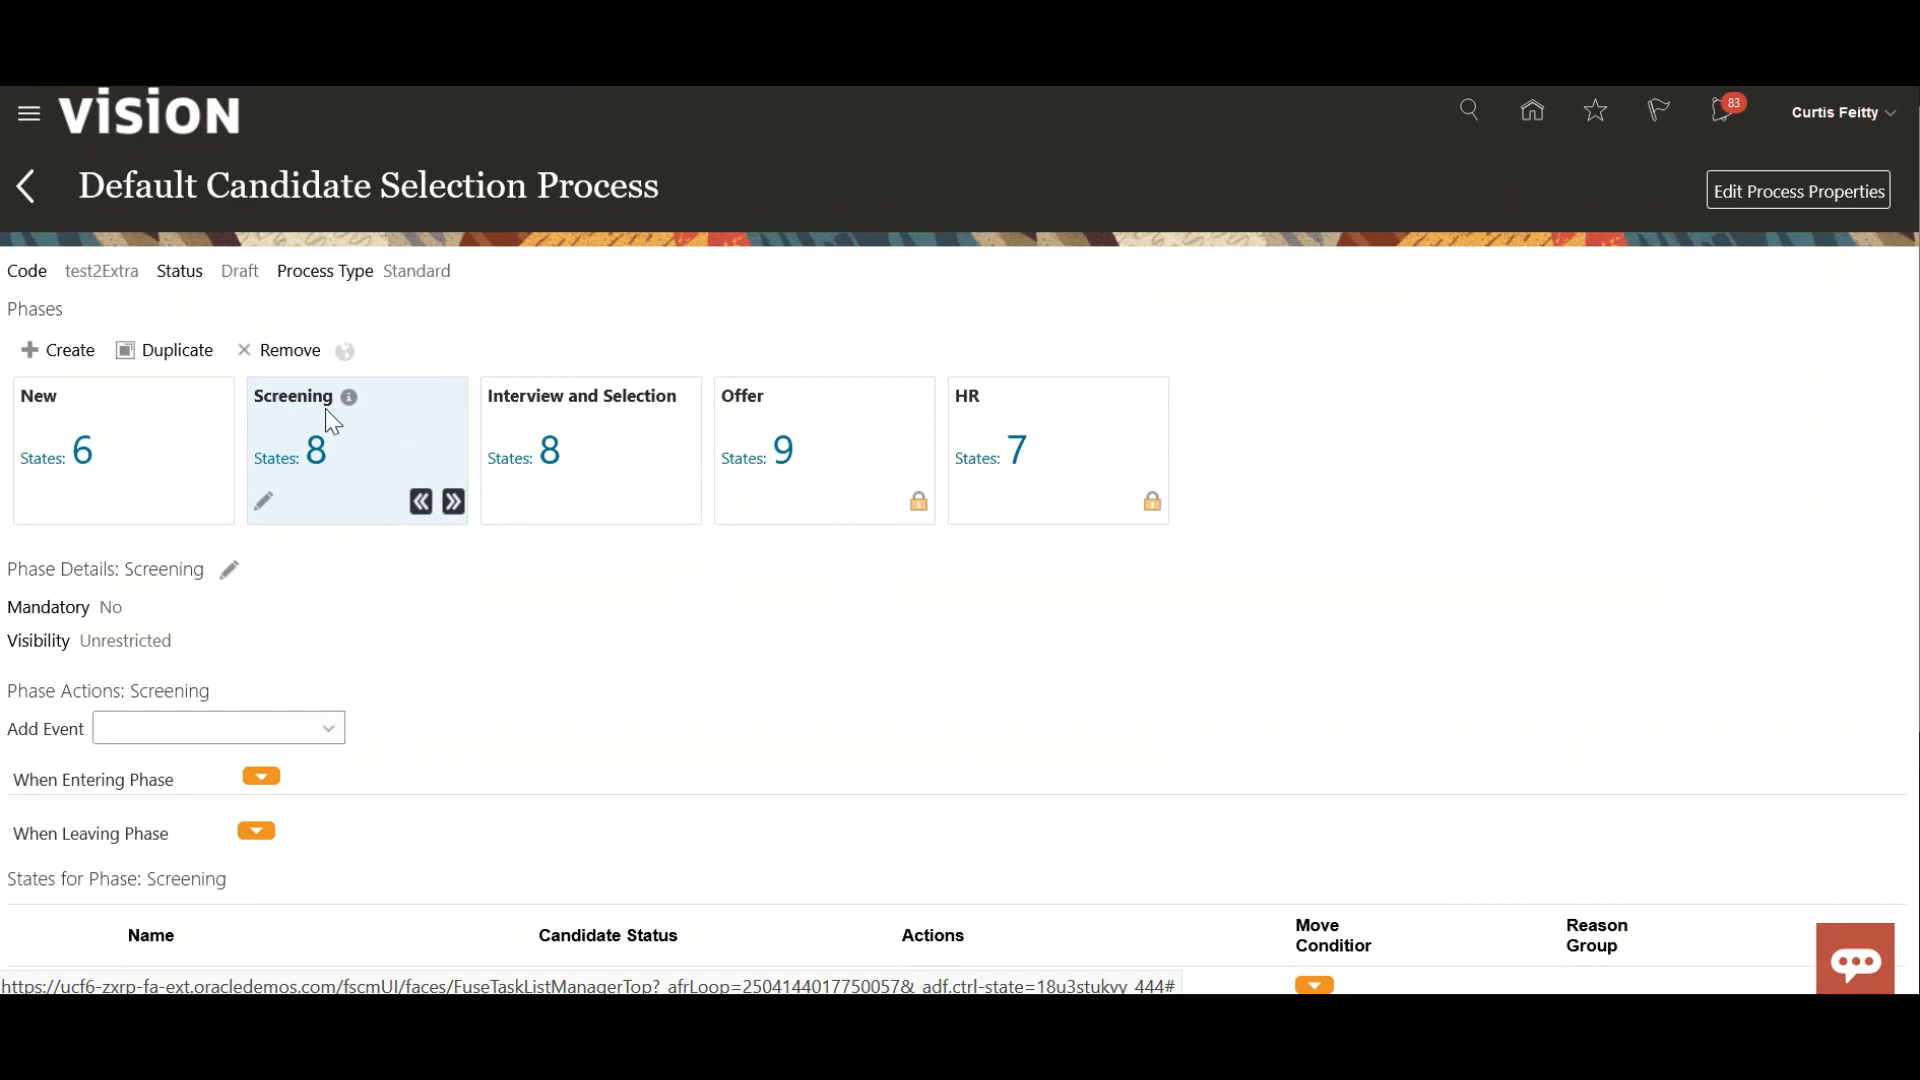 VISION
83
Curtis Feitty
Default Candidate Selection Process
Edit Process Properties
Code test2Extra Status Draft Process Type Standard
Phases
Create Duplicate Remove
New Screening Interview and Selection Offer HR
States: 6 States: 8 States: 8 States: 9 States: 7
Phase Details: Screening
Mandatory No
Visibility Unrestricted
Phase Actions: Screening
Add Event
When Entering Phase
When Leaving Phase
States for Phase: Screening
Name Candidate Status Actions Move Reason
Conditior Group
https://ucf6-zxrp-fa-ext.oracledemos.com/fscmUI/faces/FuseTaskListManagerTop?_afrLoop=2504144017750057&_adf.ctrl-state=18u3stukvy_444#